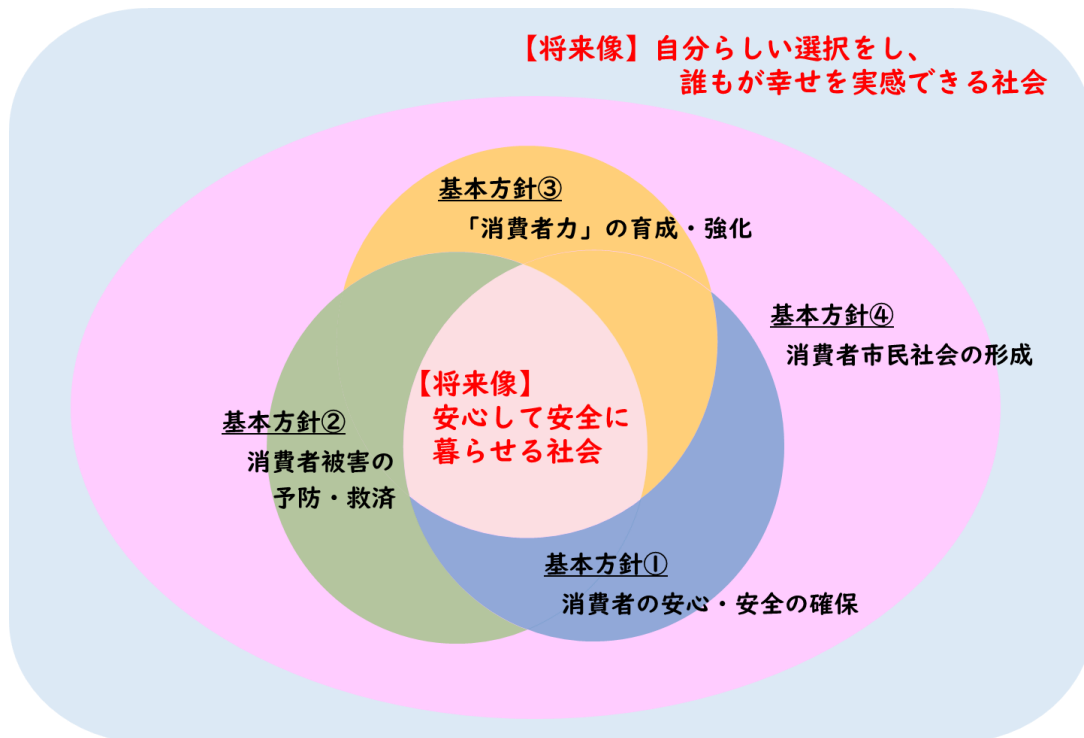 【将来像】自分らしい選択をし、
誰もが幸せを実感できる社会
基本方針③
「消費者力」の育成・強化
基本方針④
消費者市民社会の形成
【将来像】
安心して安全に
暮らせる社会
基本方針②
消費者被害の
予防・救済
基本方針①
消費者の安心・安全の確保